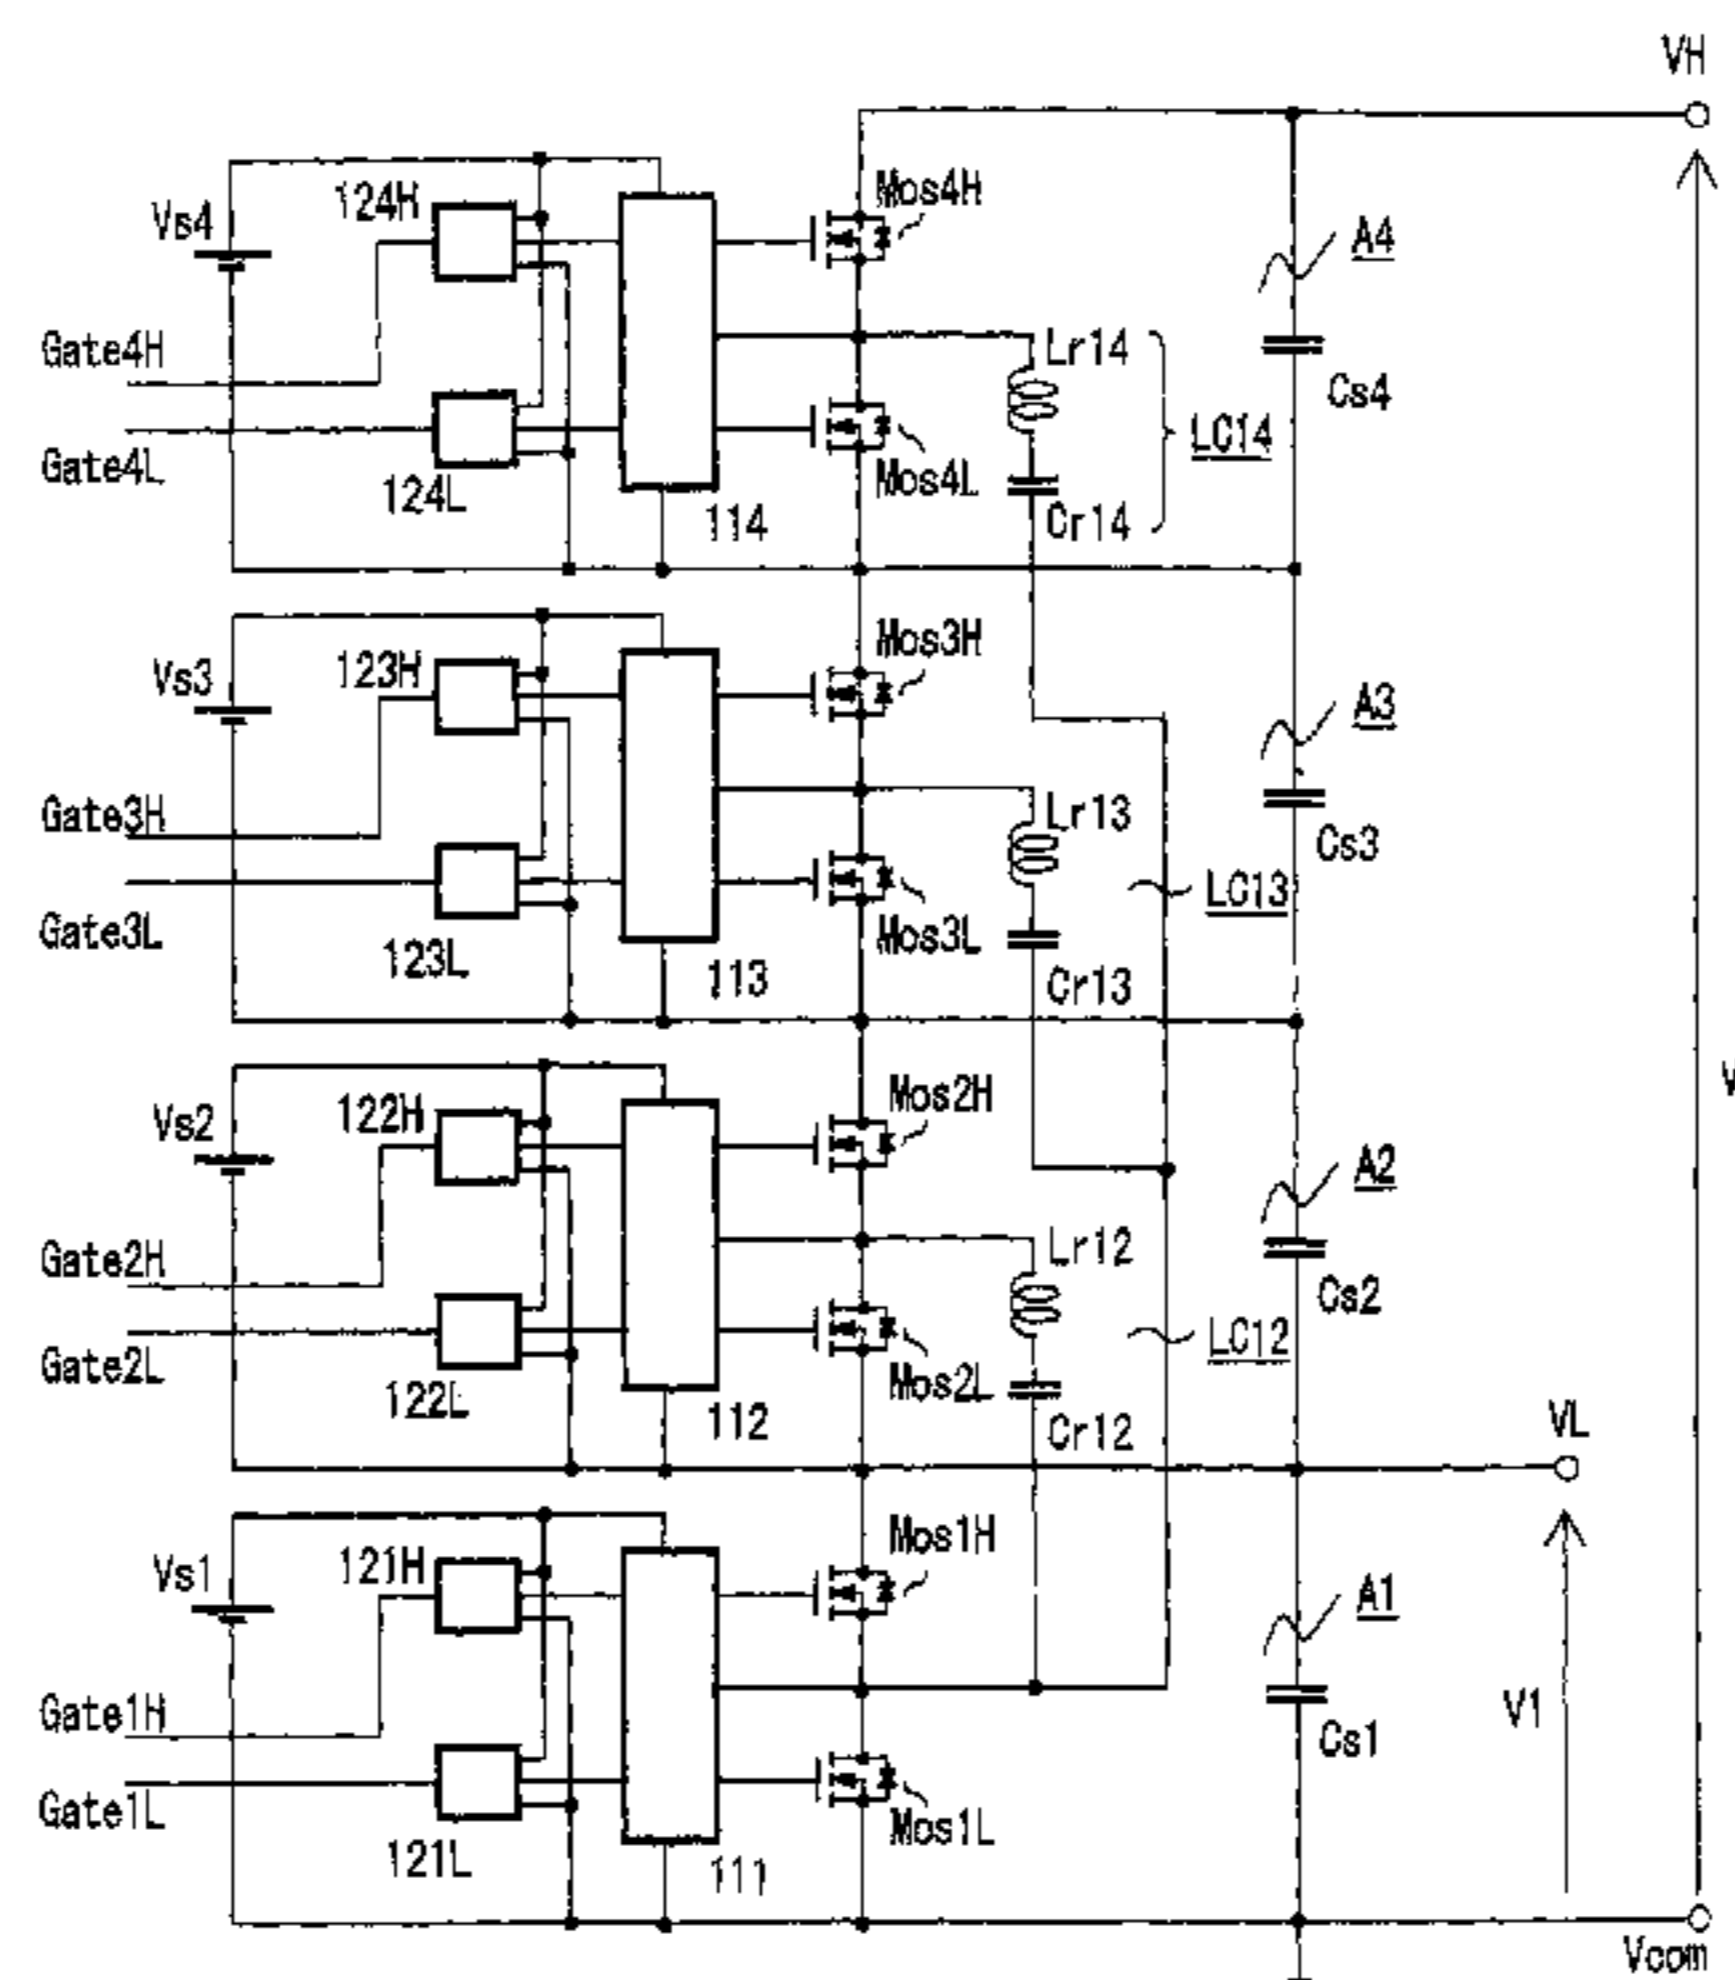 VH
Vs4
124H
Mos4H
A4
Gate4H
Lr14
Cs4
LC14
Gate4L
124L
Mos4L
114
Cr14
Vs3
123H
Mos3H
A3
Gate3H
Lr13
Cs3
LC13
Gate3L
123L
Mos3L
113
Cr13
Vs2
122H
Mos2H
A2
Gate2H
Lr12
Cs2
LC12
Gate2L
122L
Mos2L
112
Cr12
VL
Vs1
121H
Mos1H
A1
Gate1H
V1
Cs1
Gate1L
121L
Mos1L
111
Vcom